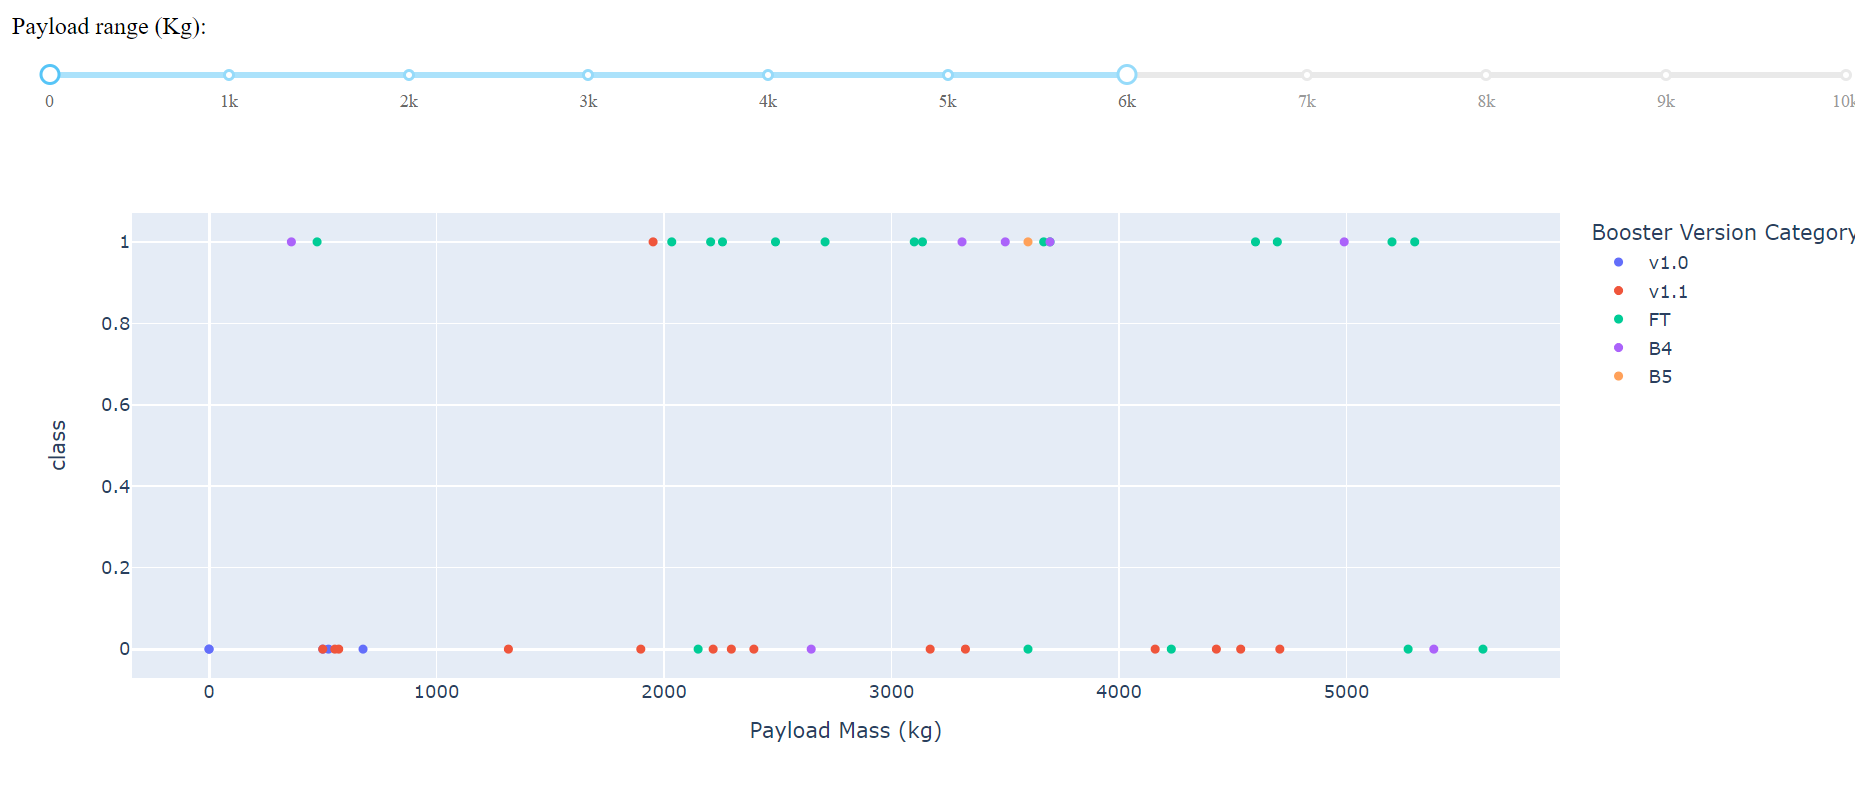 Payload range (Kg):
0 1k 2k 3k 4k 5k 6k 7k 8k 9k 10k
Booster Version Category
v1.0
v1.1
FT
B4
B5
1
0.8
0.6
0.4
0.2
0
class
0 1000 2000 3000 4000 5000
Payload Mass (kg)